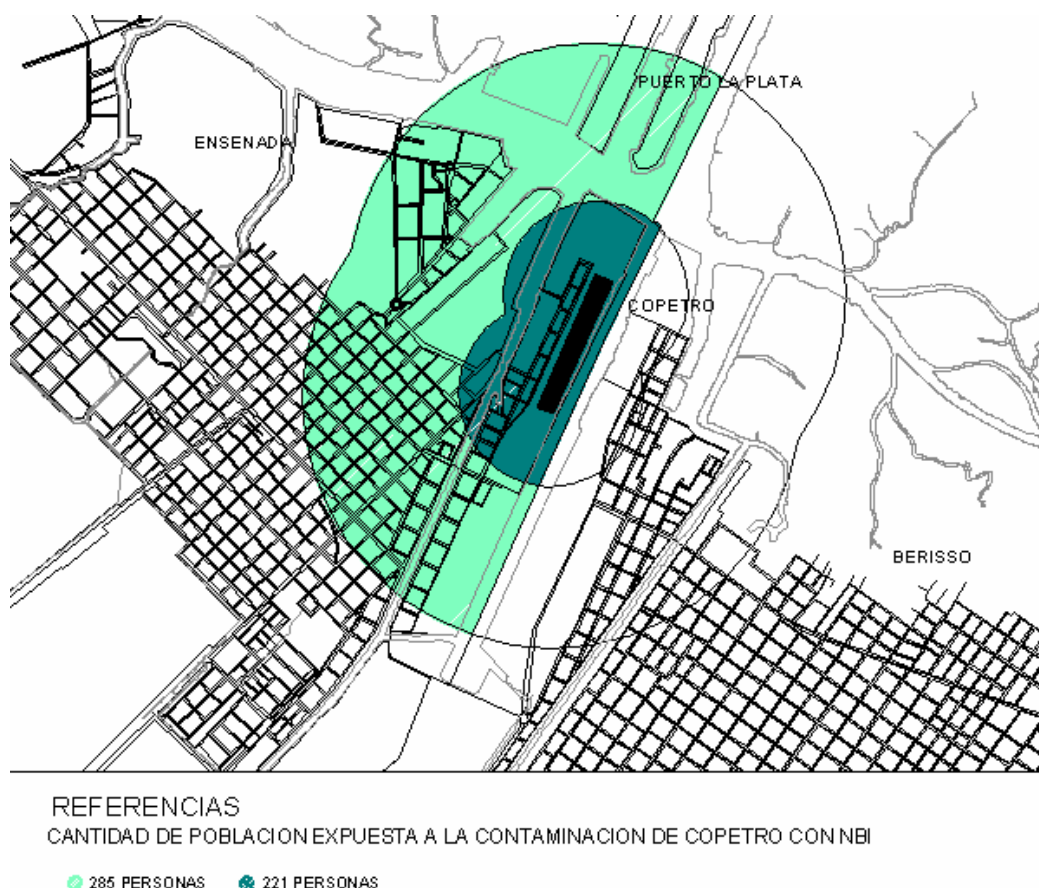 PUERTO LA PLATA
ENSENADA
COPETRO
BERISSO
REFERENCIAS
CANTIDAD DE POBLACION EXPUESTA A LA CONTAMINACION DE COPETRO CON NBI
285 PERSONAS 221 PERSONAS